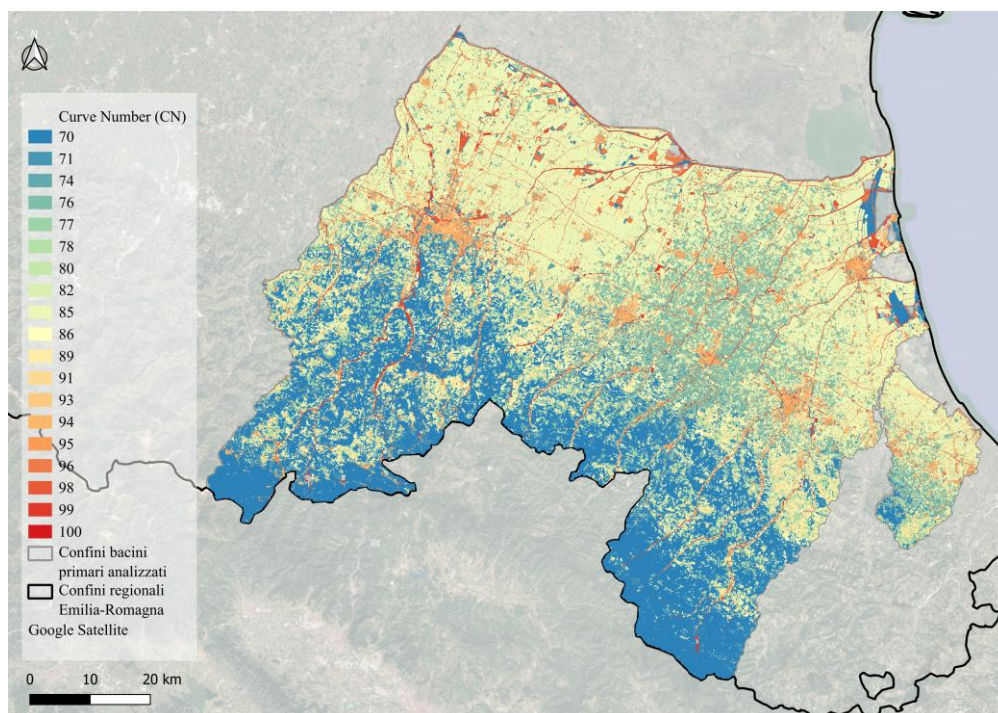 N
Curve Number (CN)
70
71
74
76
77
78
80
82
85
86
89
91
93
94
95
96
98
99
100
Confini bacini
primari analizzati
Confini regionali
Emilia-Romagna
Google Satellite
0 10 20 km